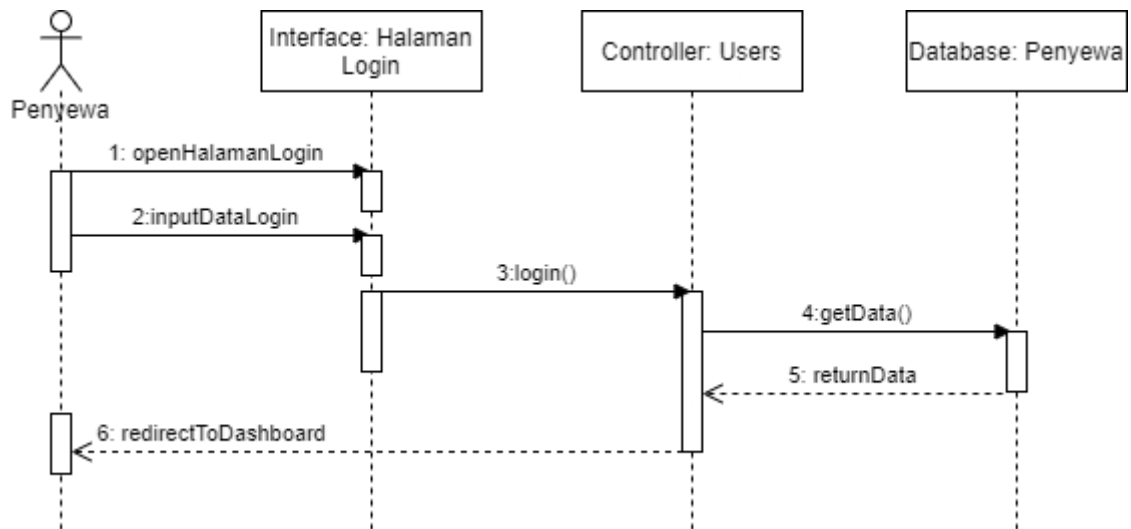 Interface: Halaman
Login
Controller: Users
Database: Penyewa
Penyewa
1: openHalamanLogin
2:inputDataLogin
3:login()
4:getData()
5: returnData
6: redirectToDashboard